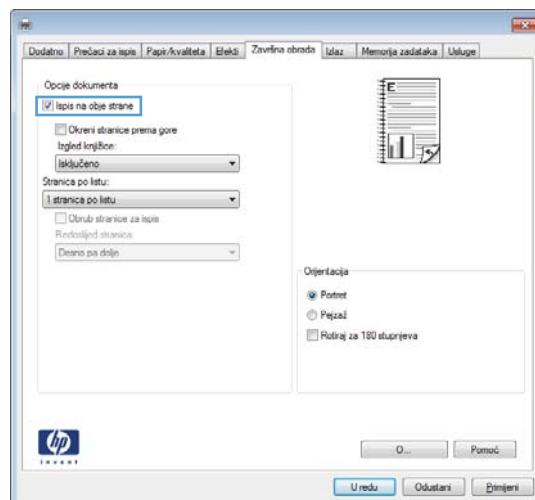 Dodatno Prečaci za ispis Papir/kvaliteta Efekti Završna obrada Izlaz Memorija zadataka Usluge
Opcije dokumenta
Ispis na obje strane
Okreni stranice prema gore
Izgled knjižice:
Isključeno
Stranica po listu:
1 stranica po listu
Obrub stranice za ispis
Redoslijed stranica:
Desno pa dolje
E
Orijentacija
Portret
Pejzaž
Rotiraj za 180 stupnjeva
hp
invent
O... Pomoć
U redu Odustani Primijeni